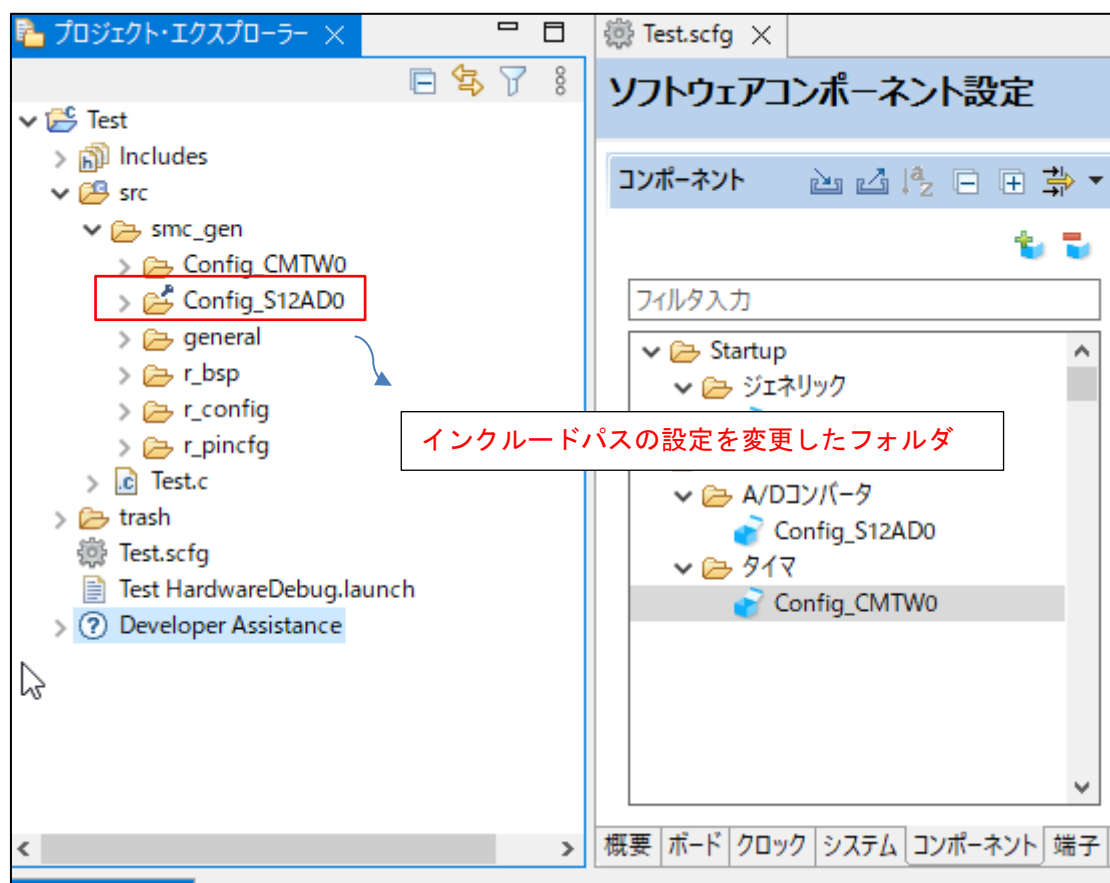 プロジェクト・エクスプローラー
Test
Includes
src
smc_gen
Config_CMTW0
Config_S12AD0
general
r_bsp
r_config
r_pincfg
Test.c
trash
Test.scfg
Test HardwareDebug.launch
Developer Assistance
Test.scfg
ソフトウェアコンポーネント設定
コンポーネント
フィルタ入力
Startup
ジェネリック
インクルードパスの設定を変更したフォルダ
A/Dコンバータ
Config_S12AD0
タイマ
Config_CMTW0
概要 ボード クロック システム コンポーネント 端子